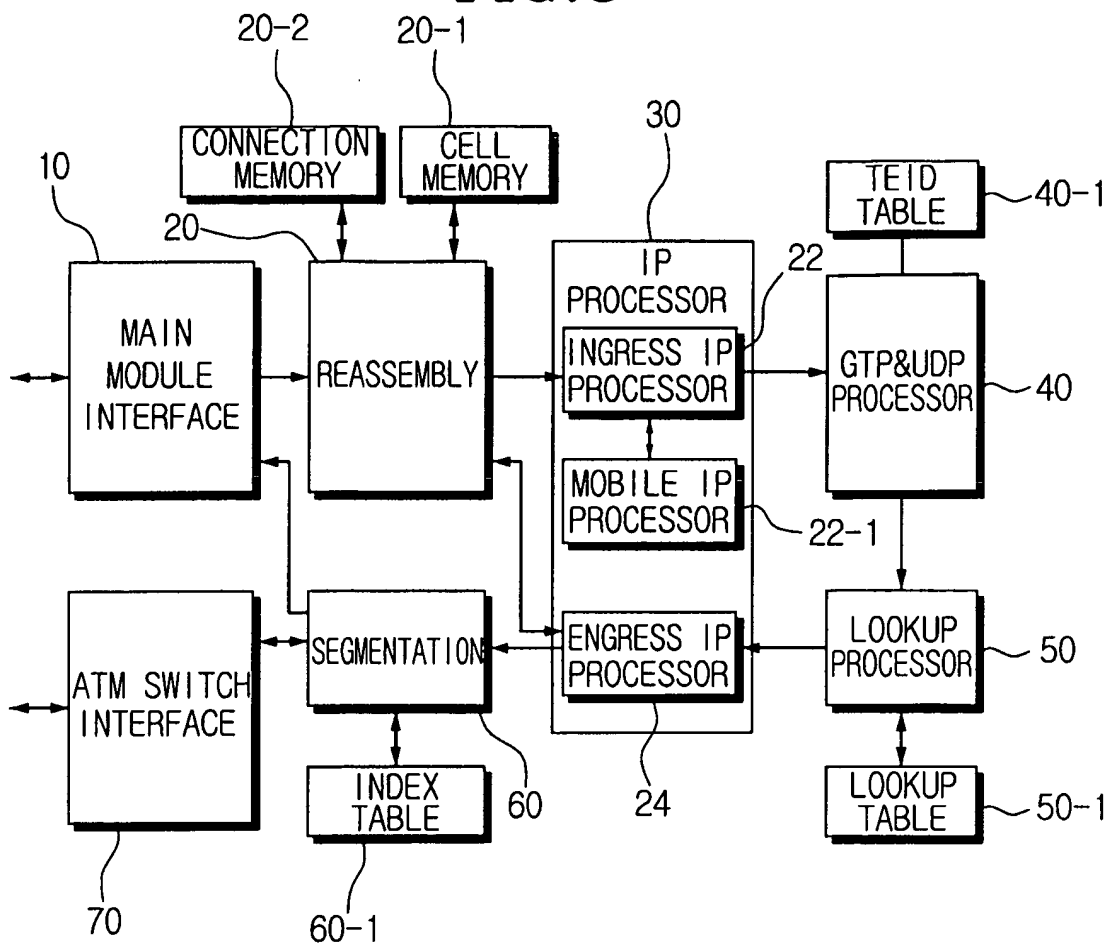 20-2
20-1
CONNECTION
MEMORY
CELL
MEMORY
30
10
20
TEID
TABLE
40-1
IP
PROCESSOR
22
MAIN
MODULE
INTERFACE
REASSEMBLY
INGRESS IP
PROCESSOR
GTP&UDP
PROCESSOR
40
MOBILE IP
PROCESSOR
22-1
ATM SWITCH
INTERFACE
SEGMENTATION
ENGRESS IP
PROCESSOR
LOOKUP
PROCESSOR
50
INDEX
TABLE
60
24
LOOKUP
TABLE
50-1
70
60-1